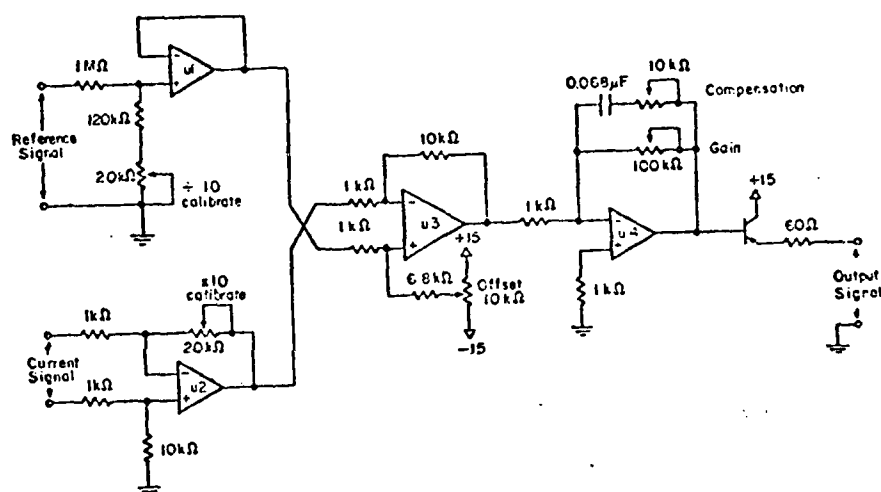 1MΩ
u1
120kΩ
Reference
Signal
20kΩ
÷ 10
calibrate
x10
calibrate
1kΩ
20kΩ
Current
Signal
u2
1kΩ
10kΩ
10kΩ
1kΩ
1kΩ
u3
+15
6.8kΩ
Offset
10kΩ
-15
0.068µF
10kΩ
Compensation
100kΩ
Gain
1kΩ
1kΩ
+15
60Ω
Output
Signal